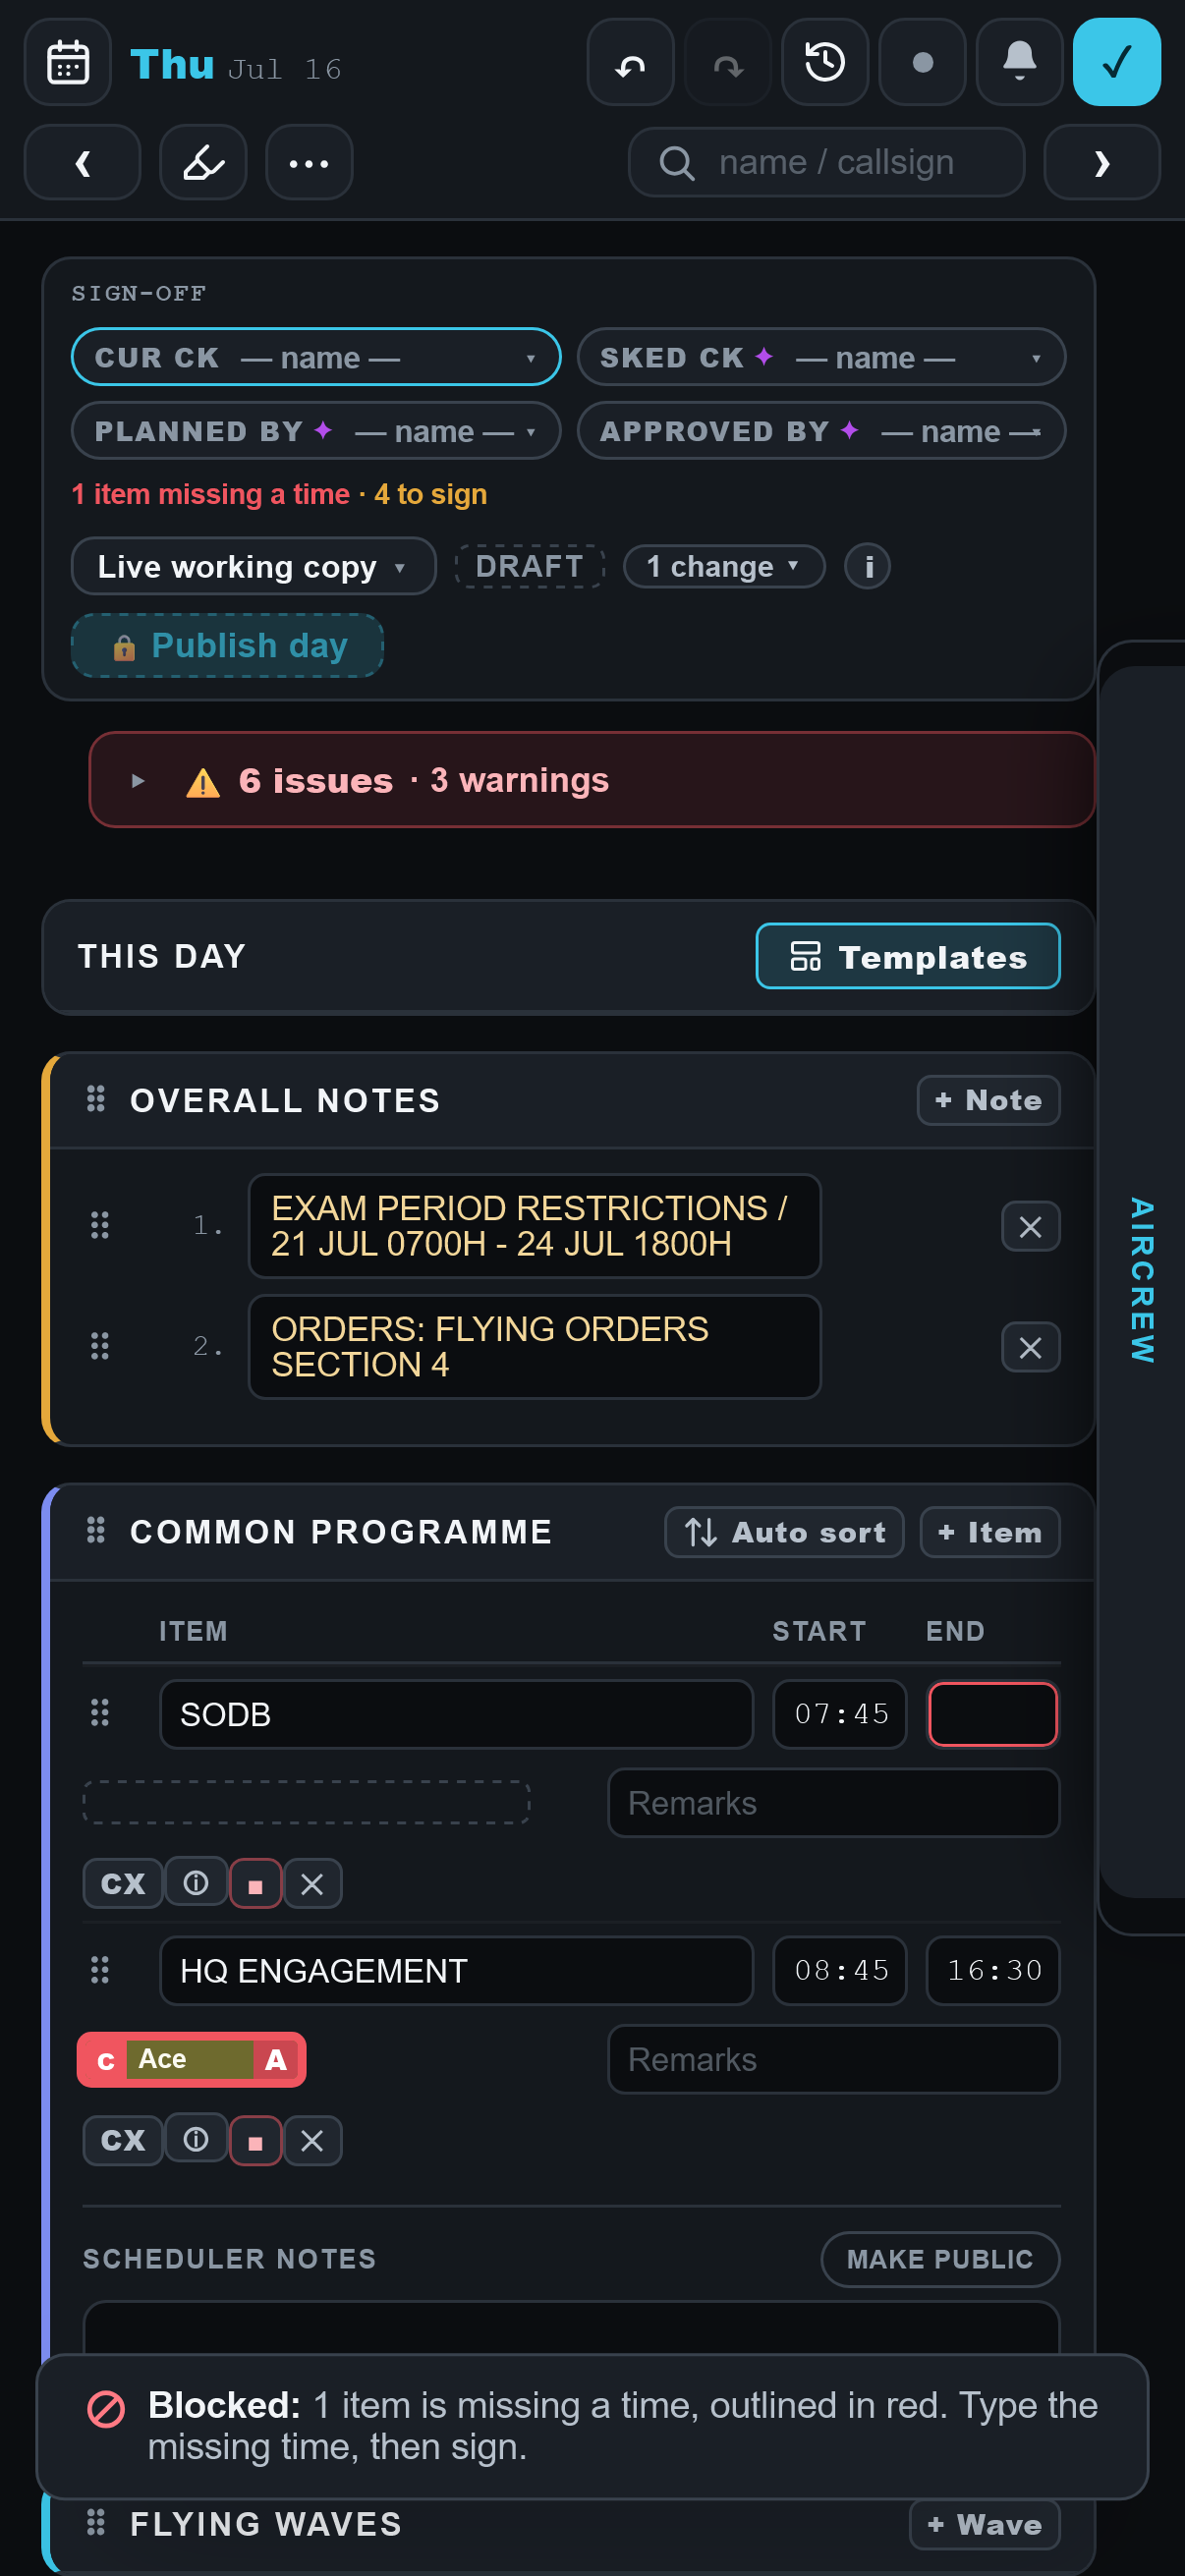 Thu Jul 16
name / callsign
SIGN-OFF
CUR CK — name —
SKED CK — name —
PLANNED BY — name —
APPROVED BY — name —
1 item missing a time · 4 to sign
Live working copy
DRAFT
1 change
i
Publish day
6 issues · 3 warnings
THIS DAY
Templates
OVERALL NOTES
+ Note
1.
EXAM PERIOD RESTRICTIONS /
21 JUL 0700H - 24 JUL 1800H
2.
ORDERS: FLYING ORDERS
SECTION 4
AIRCREW
COMMON PROGRAMME
Auto sort
+ Item
ITEM START END
SODB 07:45
Remarks
CX
HQ ENGAGEMENT 08:45 16:30
c Ace A
Remarks
CX
SCHEDULER NOTES
MAKE PUBLIC
Blocked: 1 item is missing a time, outlined in red. Type the
missing time, then sign.
FLYING WAVES
+ Wave